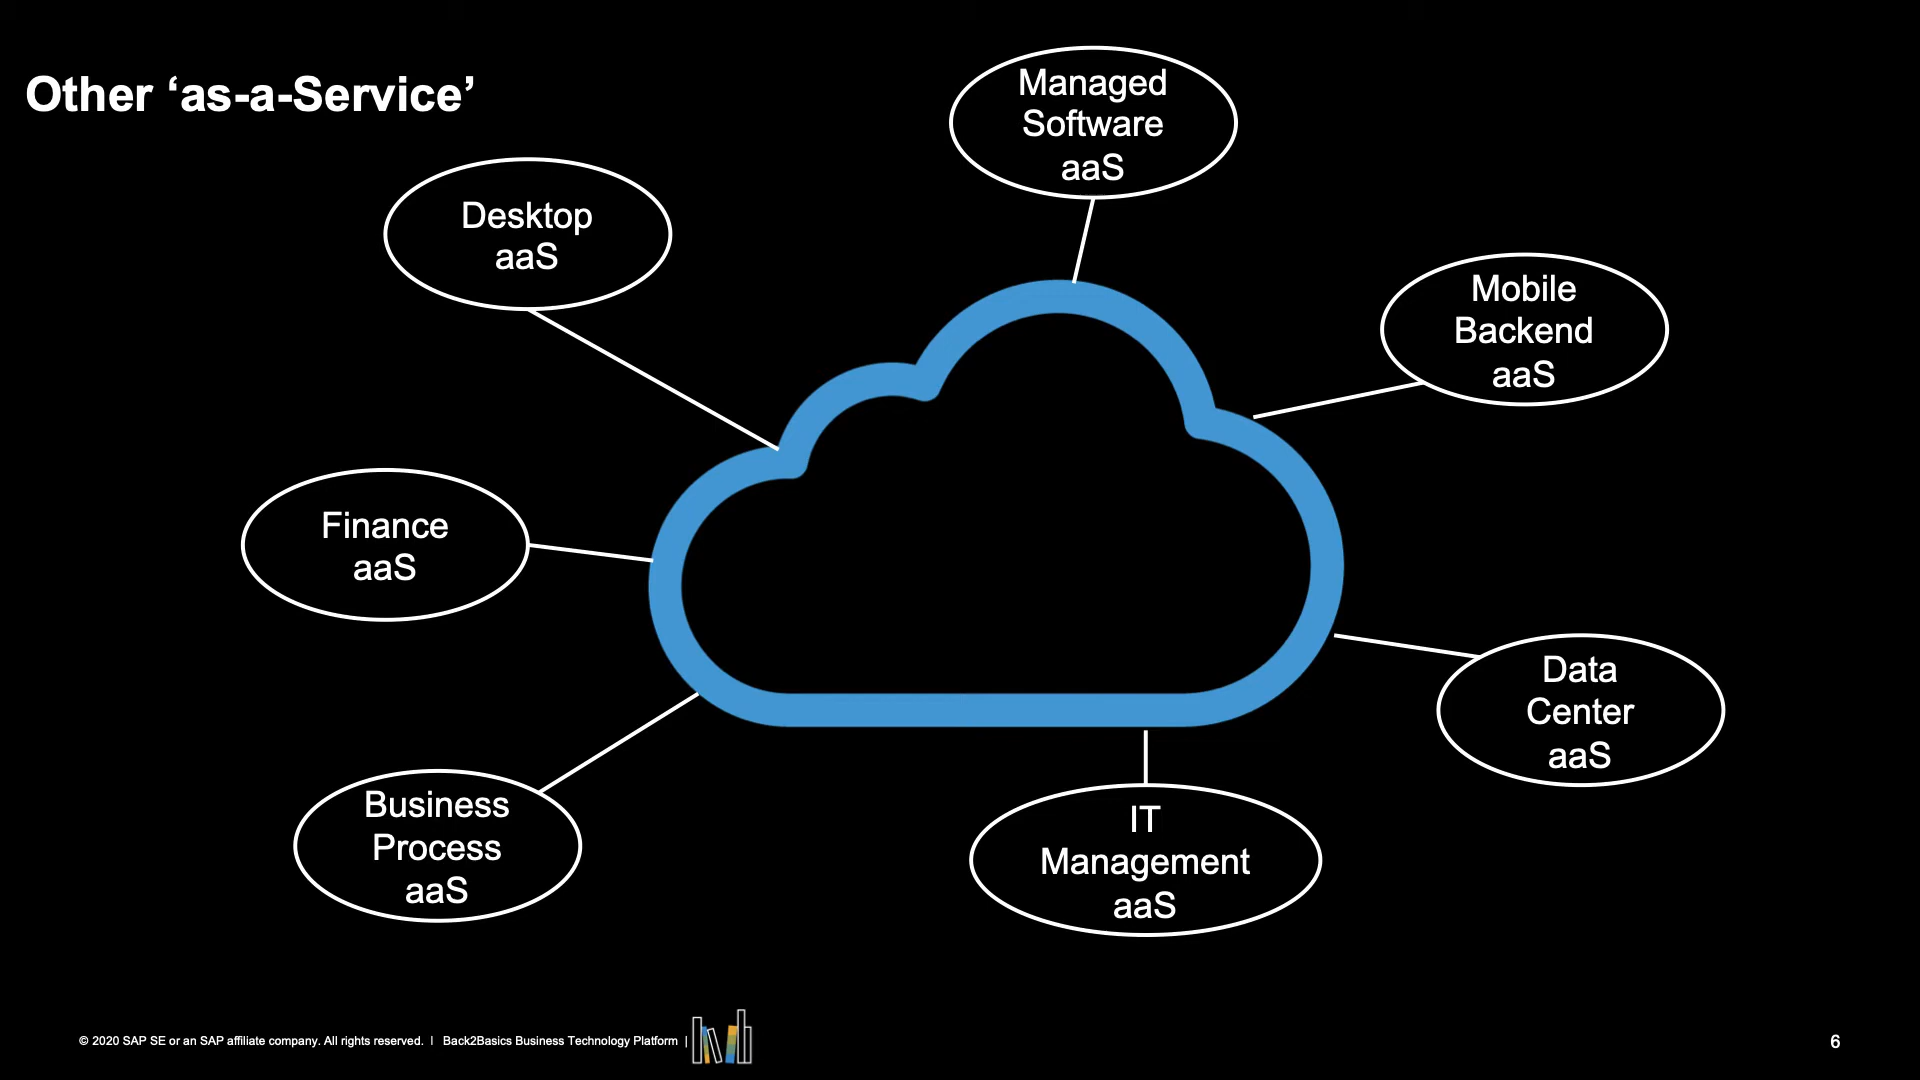 Other ‘as-a-Service’
Managed
Software
aaS
Desktop
aaS
Mobile
Backend
aaS
Finance
aaS
Data
Center
aaS
Business
Process
aaS
IT
Management
aaS
© 2020 SAP SE or an SAP affiliate company. All rights reserved. | Back2Basics Business Technology Platform |
6